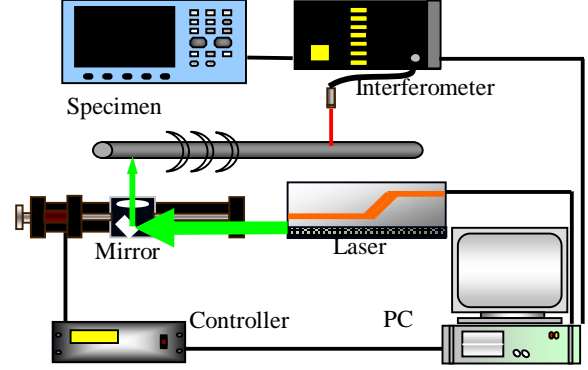 Specimen
Interferometer
Mirror
Laser
Controller
PC